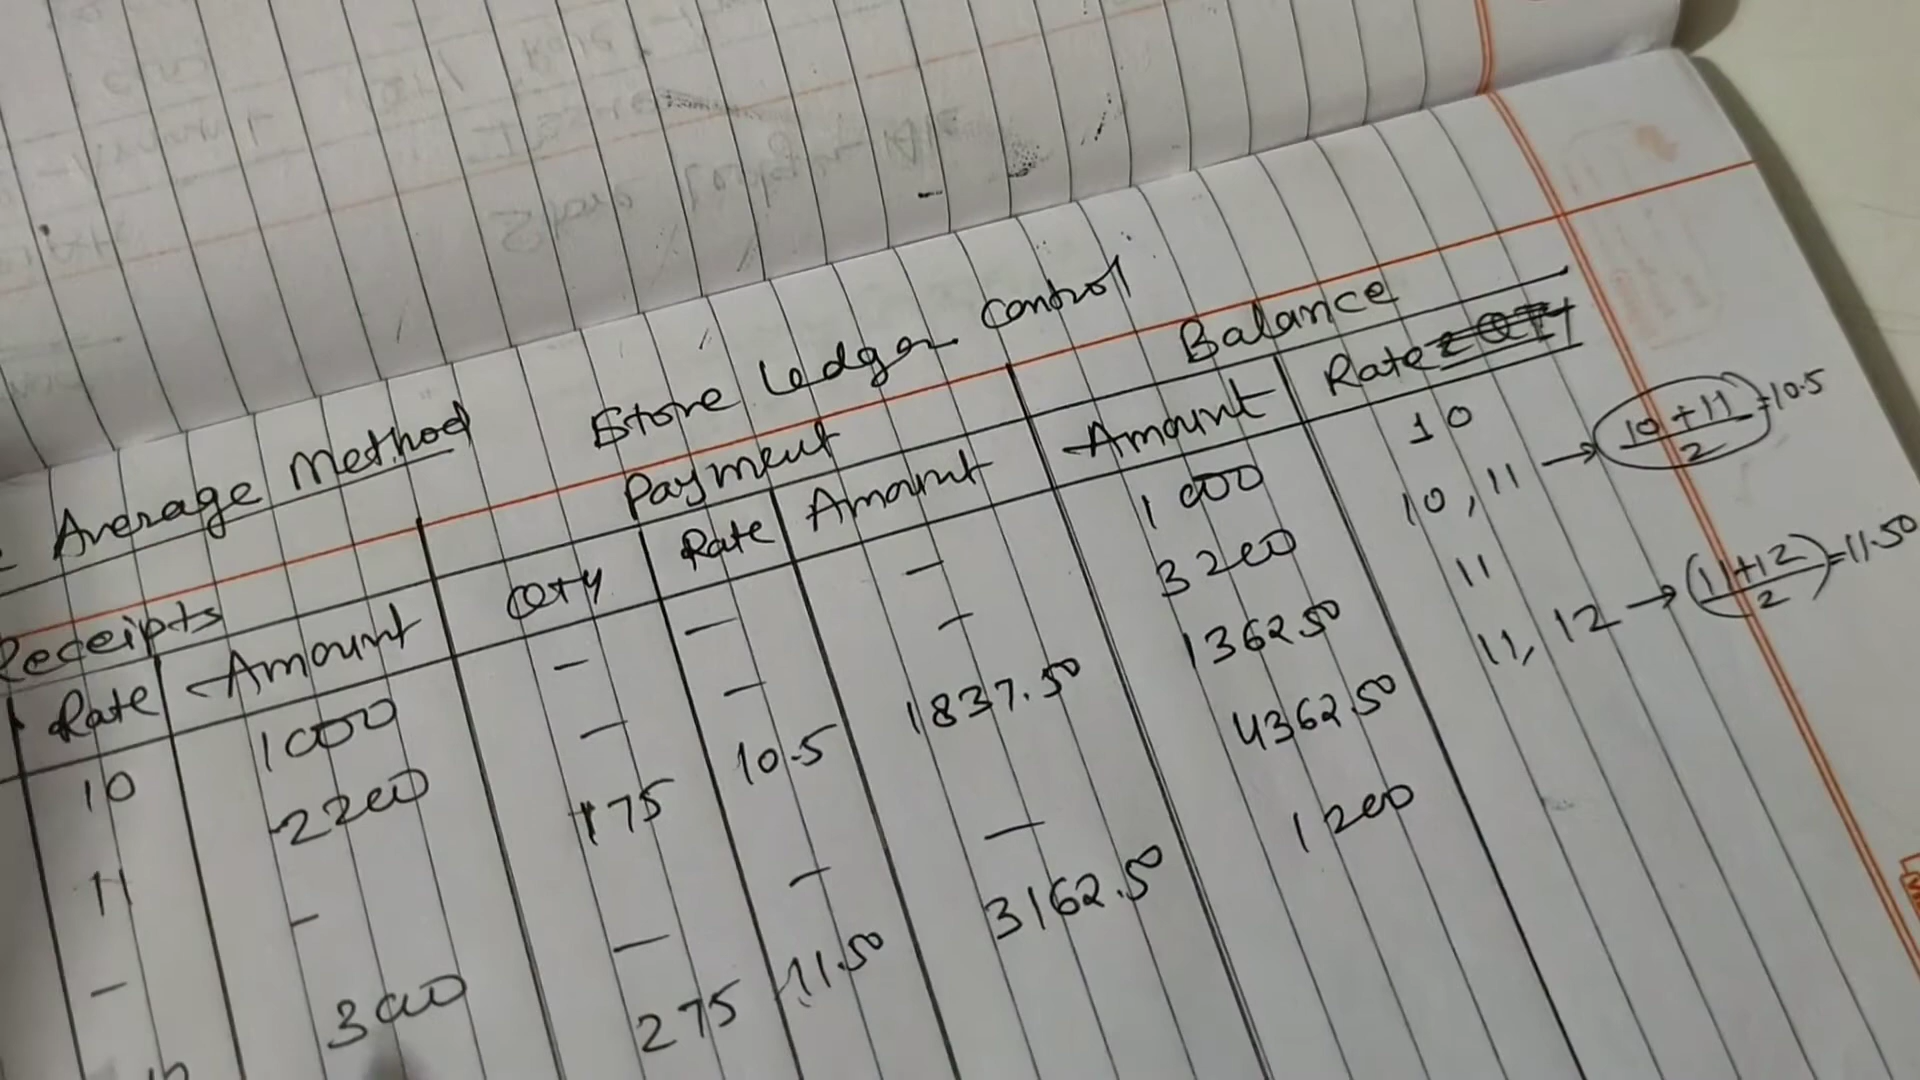 Average Method Store Ledger Control
Receipts Payment Balance
Rate Amount Qty Rate Amount Amount Rate
10 1000 - - - 1000 10
11 2200 - - - 3200 10, 11 → 10+11/2 = 10.5
- - 175 10.5 1837.50 1362.50 11
3000 - - - 4362.50 11, 12 → (11+12)/2 = 11.50
275 11.50 3162.50 1200